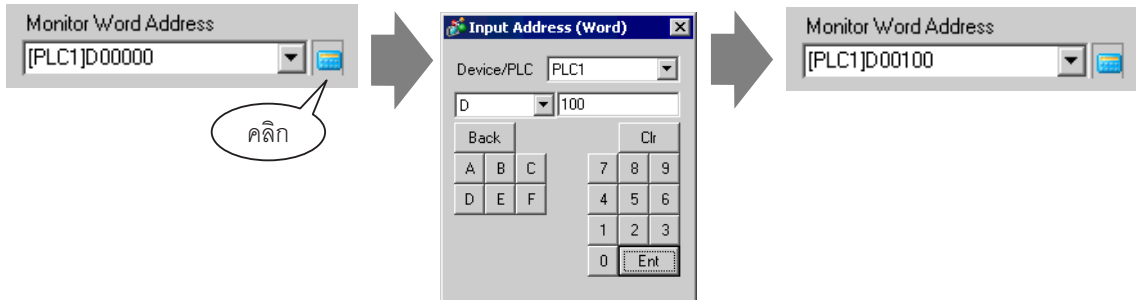 Monitor Word Address
[PLC1]D00000
คลิก
Input Address (Word)
Device/PLC PLC1
D 100
Back Clr
A B C 7 8 9
D E F 4 5 6
1 2 3
0 Ent
Monitor Word Address
[PLC1]D00100